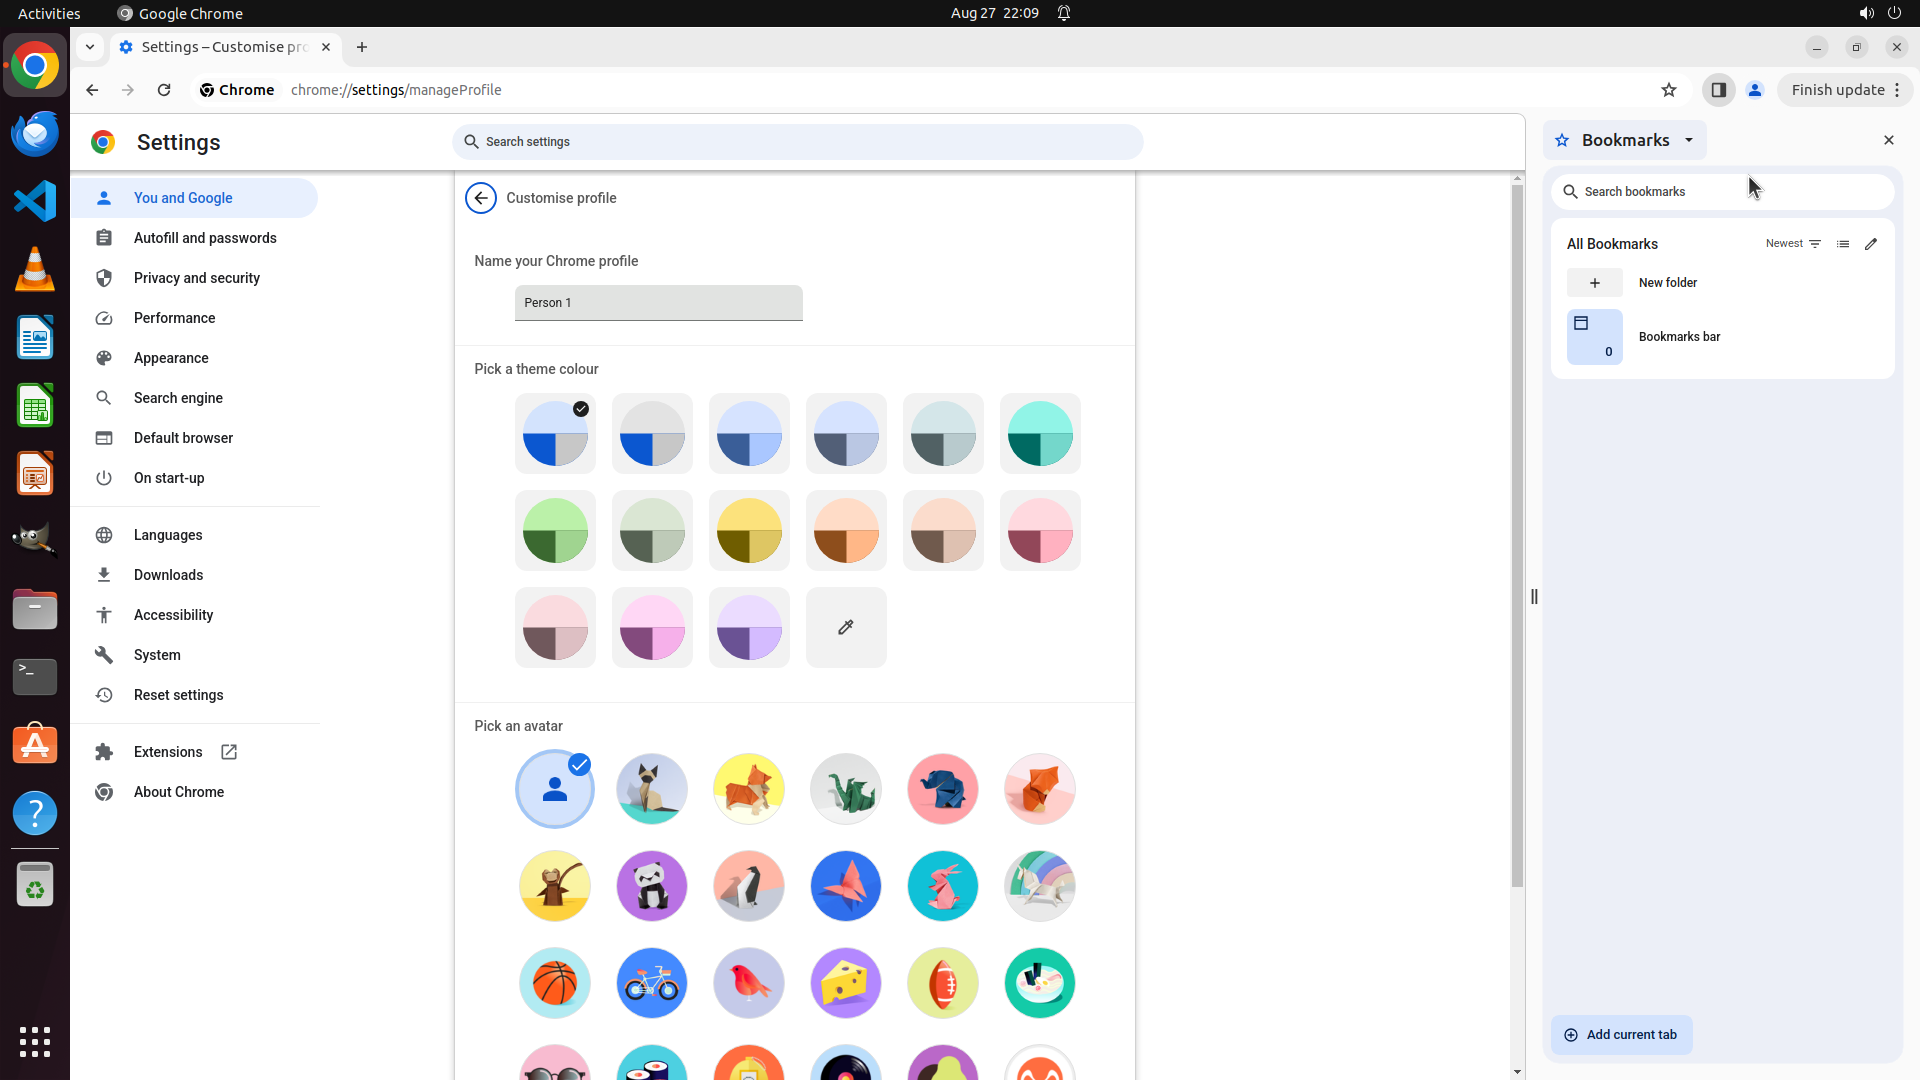 Activities
Google Chrome
Aug 27 22:09
Settings – Customise pro
Chrome
chrome://settings/manageProfile
Finish update
Settings
Search settings
Bookmarks
Search bookmarks
All Bookmarks
Newest
New folder
0
Bookmarks bar
Add current tab
You and Google
Autofill and passwords
Privacy and security
Performance
Appearance
Search engine
Default browser
On start-up
Languages
Downloads
Accessibility
System
Reset settings
Extensions
About Chrome
Customise profile
Name your Chrome profile
Person 1
Pick a theme colour
Pick an avatar